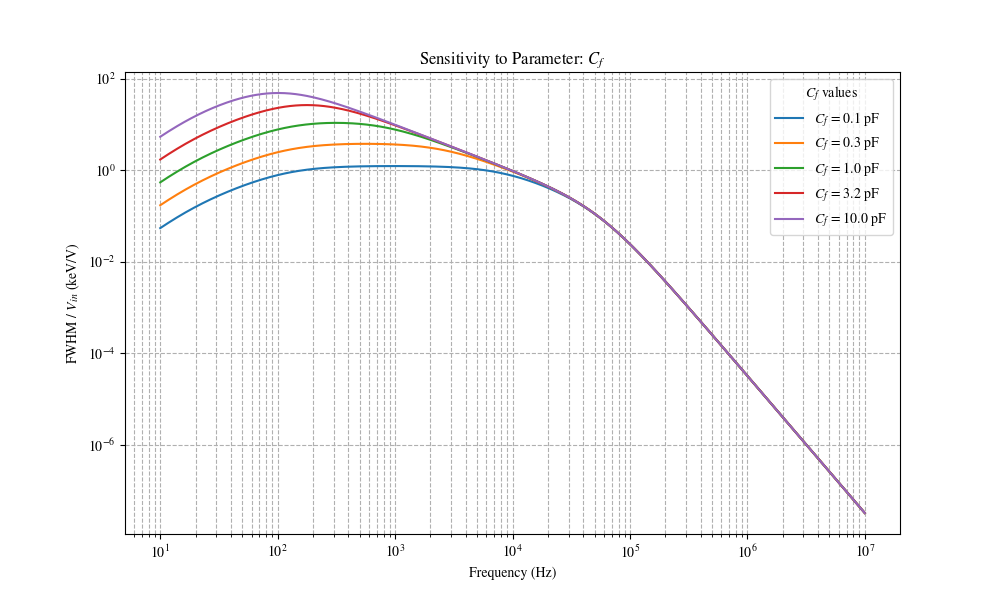 Sensitivity to Parameter: C_f
FWHM / V_in (keV/V)
10^2
10^0
10^−2
10^−4
10^−6
C_f values
C_f = 0.1 pF
C_f = 0.3 pF
C_f = 1.0 pF
C_f = 3.2 pF
C_f = 10.0 pF
10^1 10^2 10^3 10^4 10^5 10^6 10^7
Frequency (Hz)